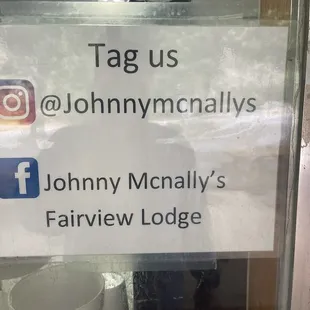 Tag us
@Johnnymcnallys
f Johnny Mcnally's
Fairview Lodge